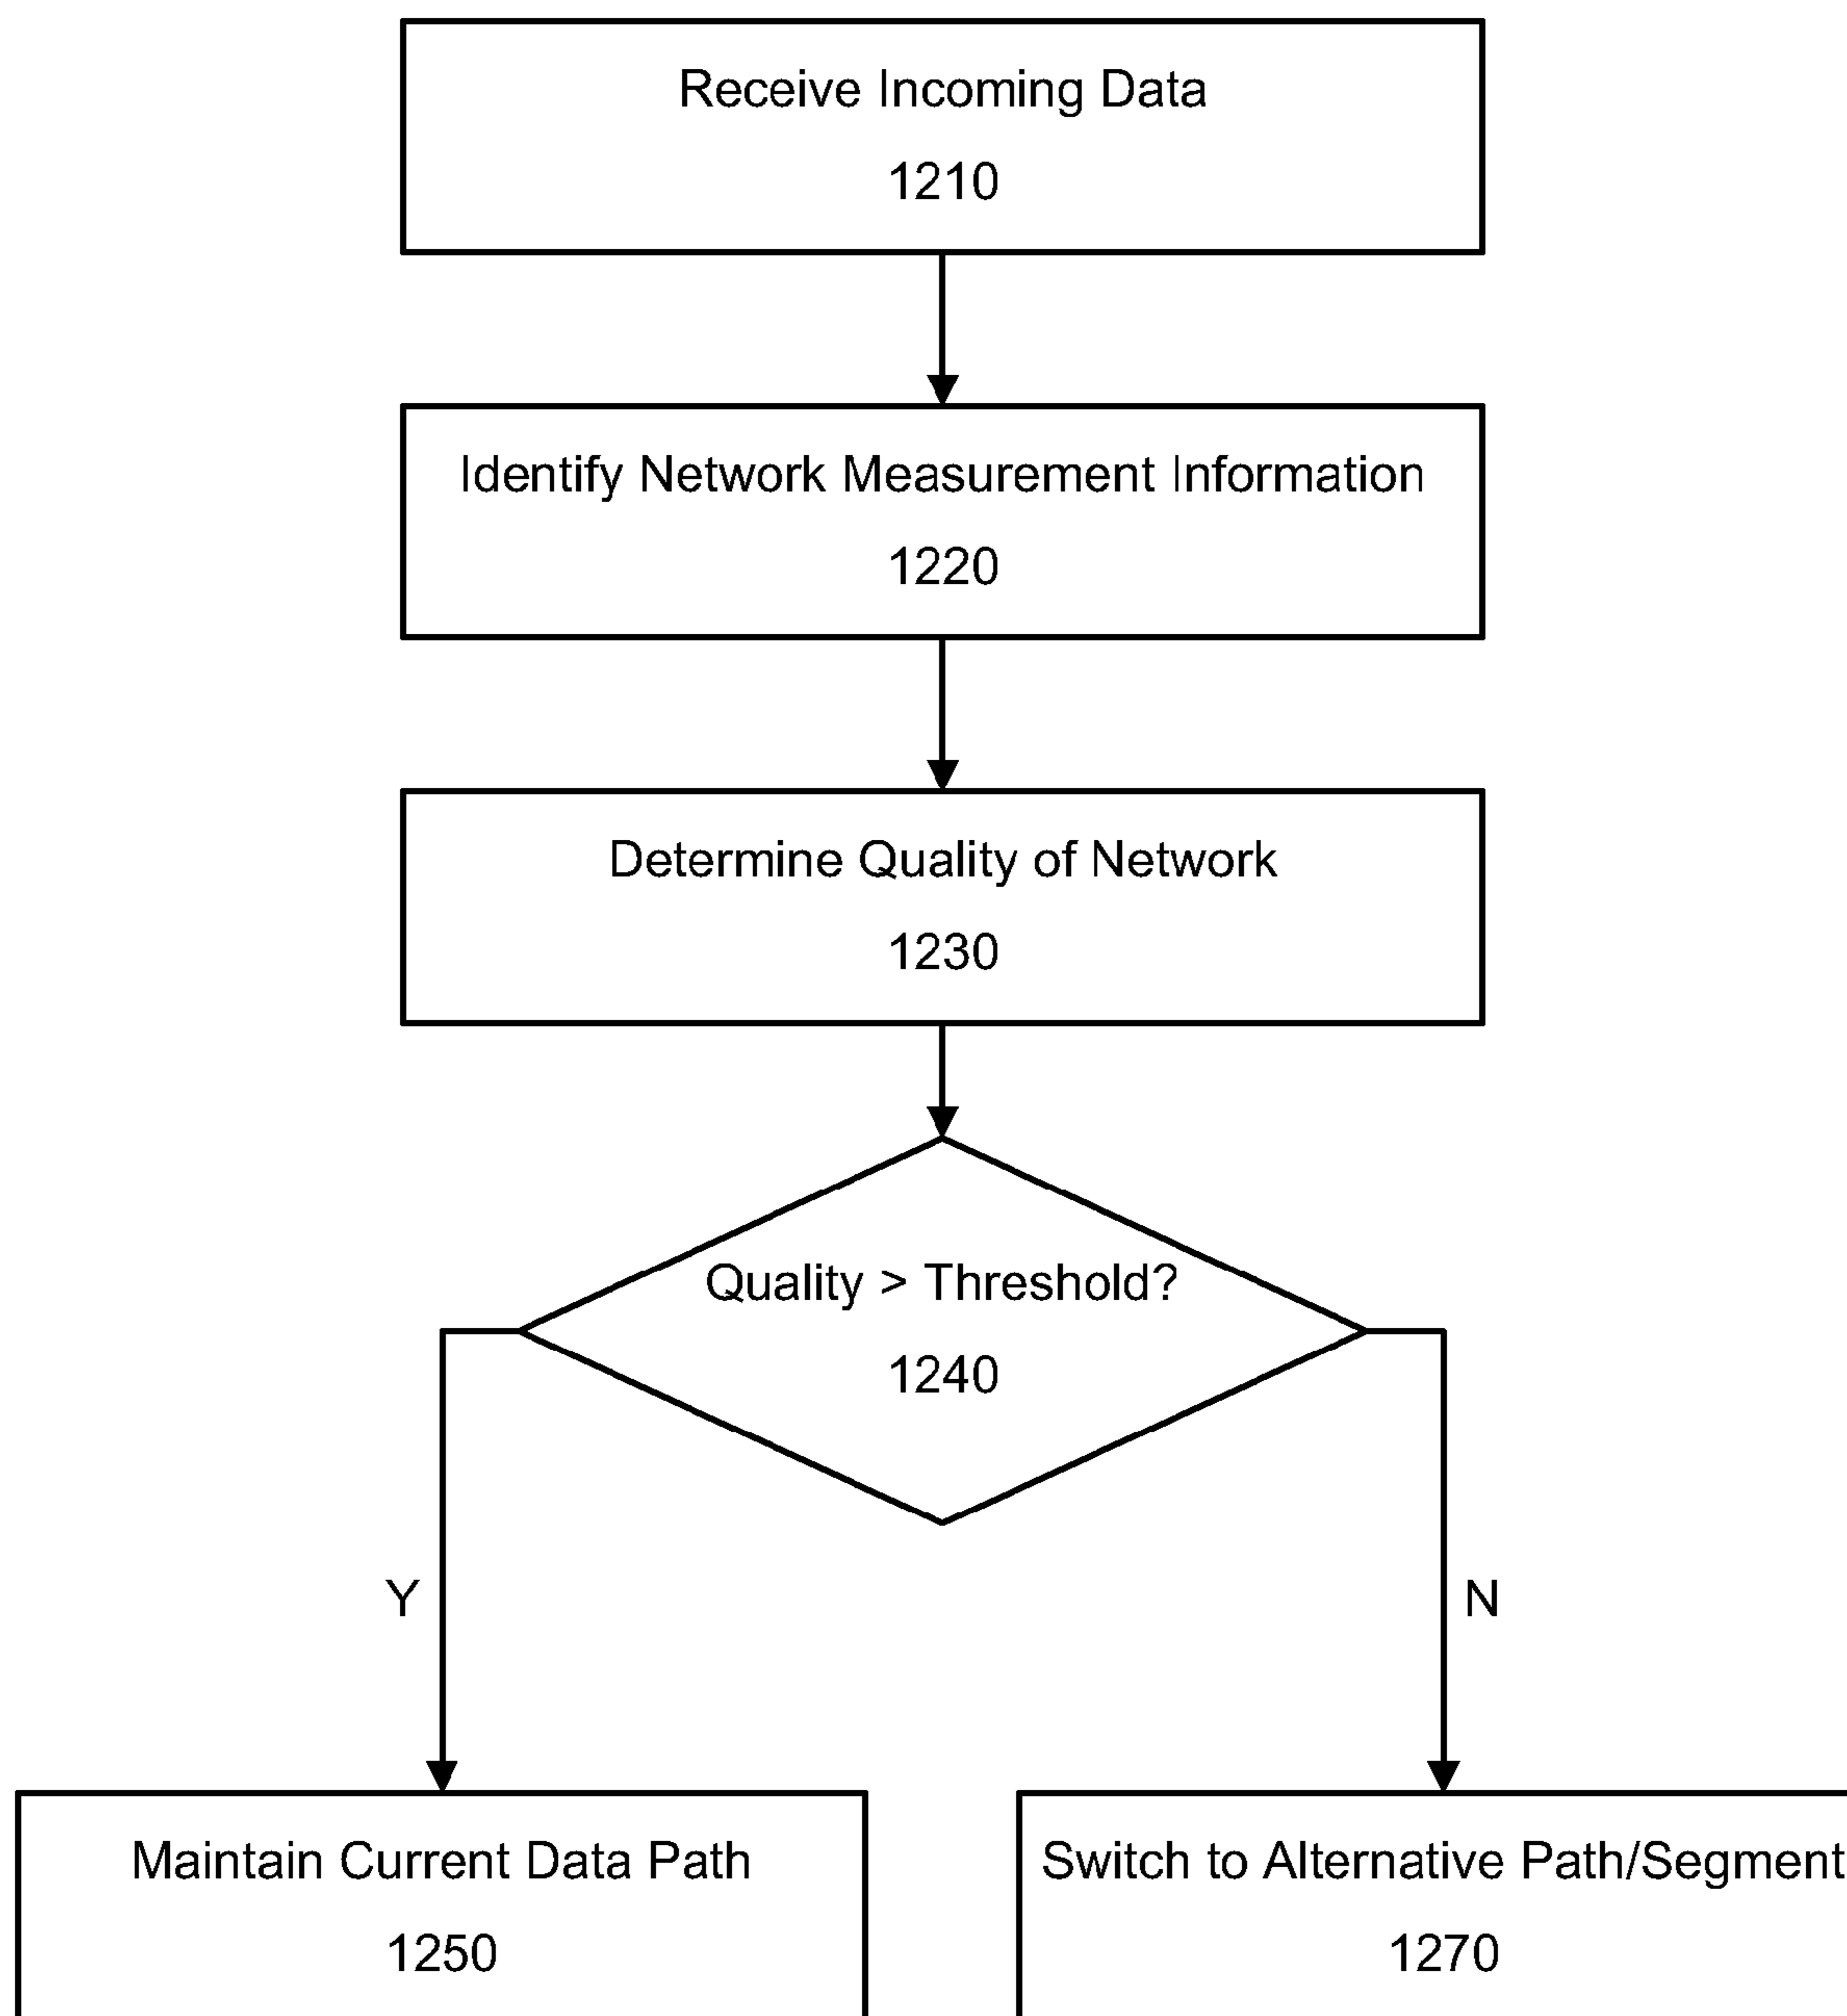 Receive Incoming Data
1210
Identify Network Measurement Information
1220
Determine Quality of Network
1230
Quality > Threshold?
1240
Y
N
Maintain Current Data Path
1250
Switch to Alternative Path/Segment
1270